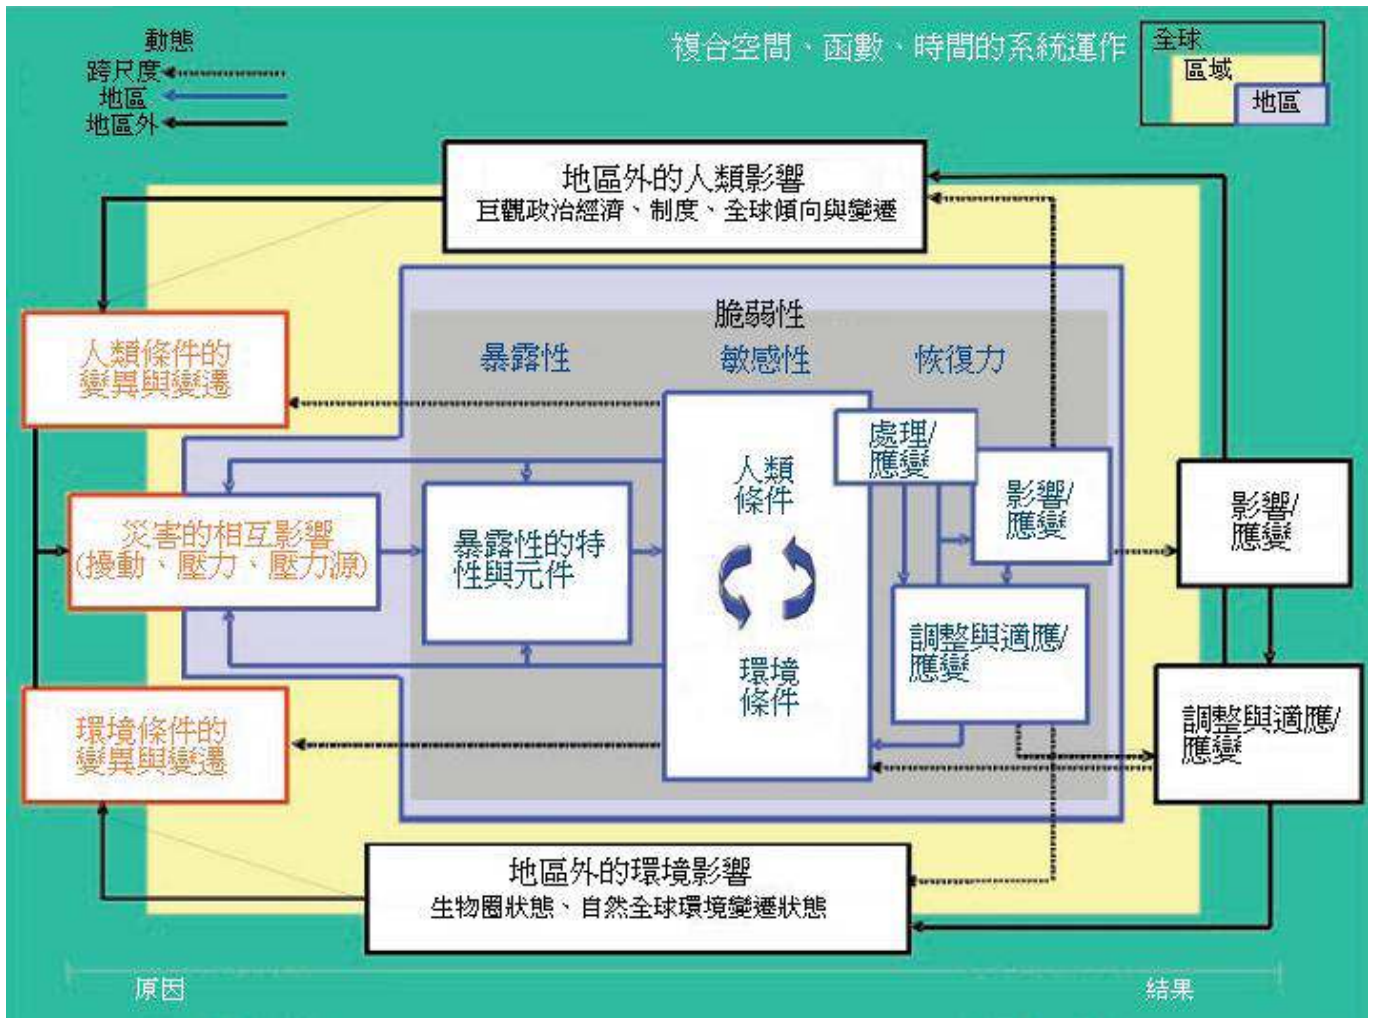 動態
跨尺度
地區
地區外
複合空間、函數、時間的系統運作
全球
區域
地區
地區外的人類影響
巨觀政治經濟、制度、全球傾向與變遷
人類條件的
變異與變遷
脆弱性
暴露性
敏感性
恢復力
處理/
應變
人類
條件
影響/
應變
影響/
應變
災害的相互影響
(擾動、壓力、壓力源)
暴露性的特
性與元件
調整與適應/
應變
環境
條件
環境條件的
變異與變遷
調整與適應/
應變
地區外的環境影響
生物圈狀態、自然全球環境變遷狀態
原因
結果